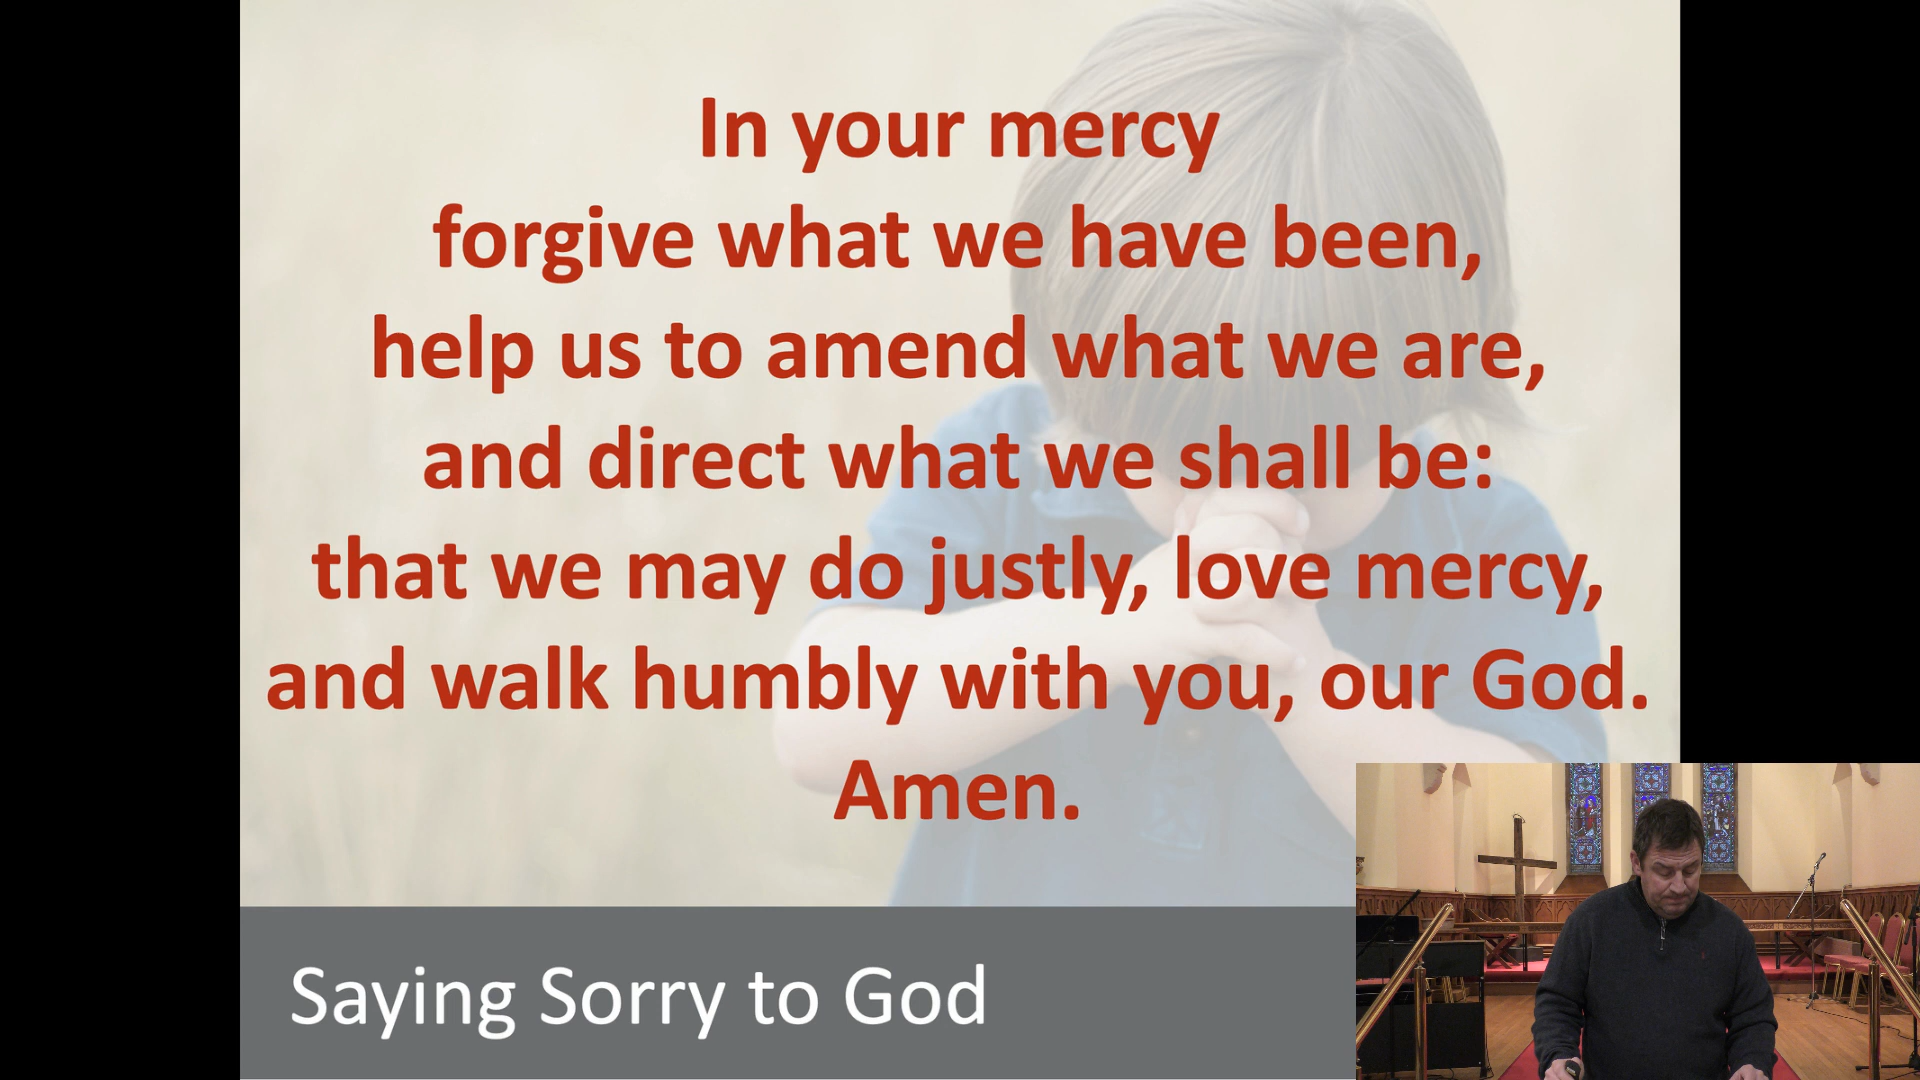 In your mercy
forgive what we have been,
help us to amend what we are,
and direct what we shall be:
that we may do justly, love mercy,
and walk humbly with you, our God.
Amen.
Saying Sorry to God